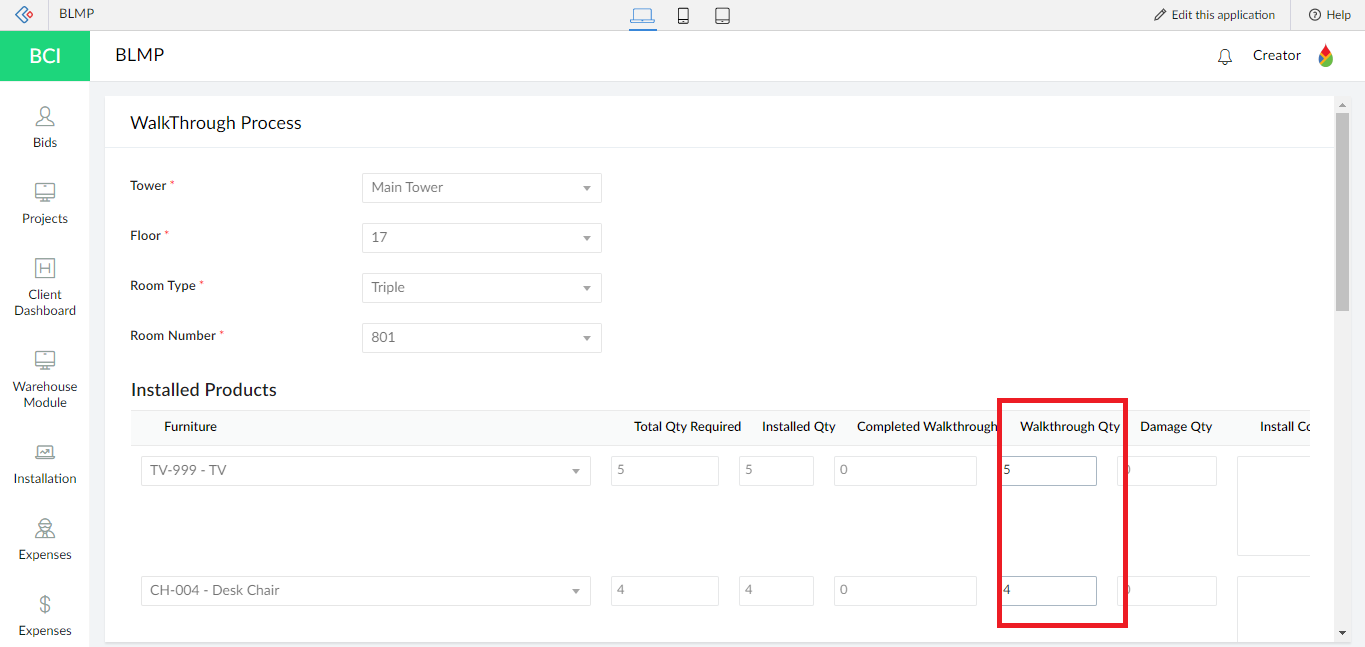 BLMP
Edit this application
Help
BCI
BLMP
Creator
Bids
Projects
Client
Dashboard
Warehouse
Module
Installation
Expenses
Expenses
WalkThrough Process
Tower *
Main Tower
Floor *
17
Room Type *
Triple
Room Number *
801
Installed Products
Furniture Total Qty Required Installed Qty Completed Walkthrough Walkthrough Qty Damage Qty Install
TV-999 - TV 5 5 0 5 0
CH-004 - Desk Chair 4 4 0 4 0